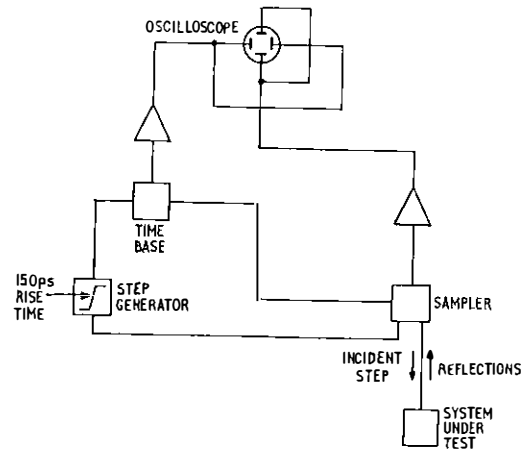 OSCILLOSCOPE
TIME
BASE
150ps
RISE
TIME
STEP
GENERATOR
SAMPLER
INCIDENT
STEP
REFLECTIONS
SYSTEM
UNDER
TEST